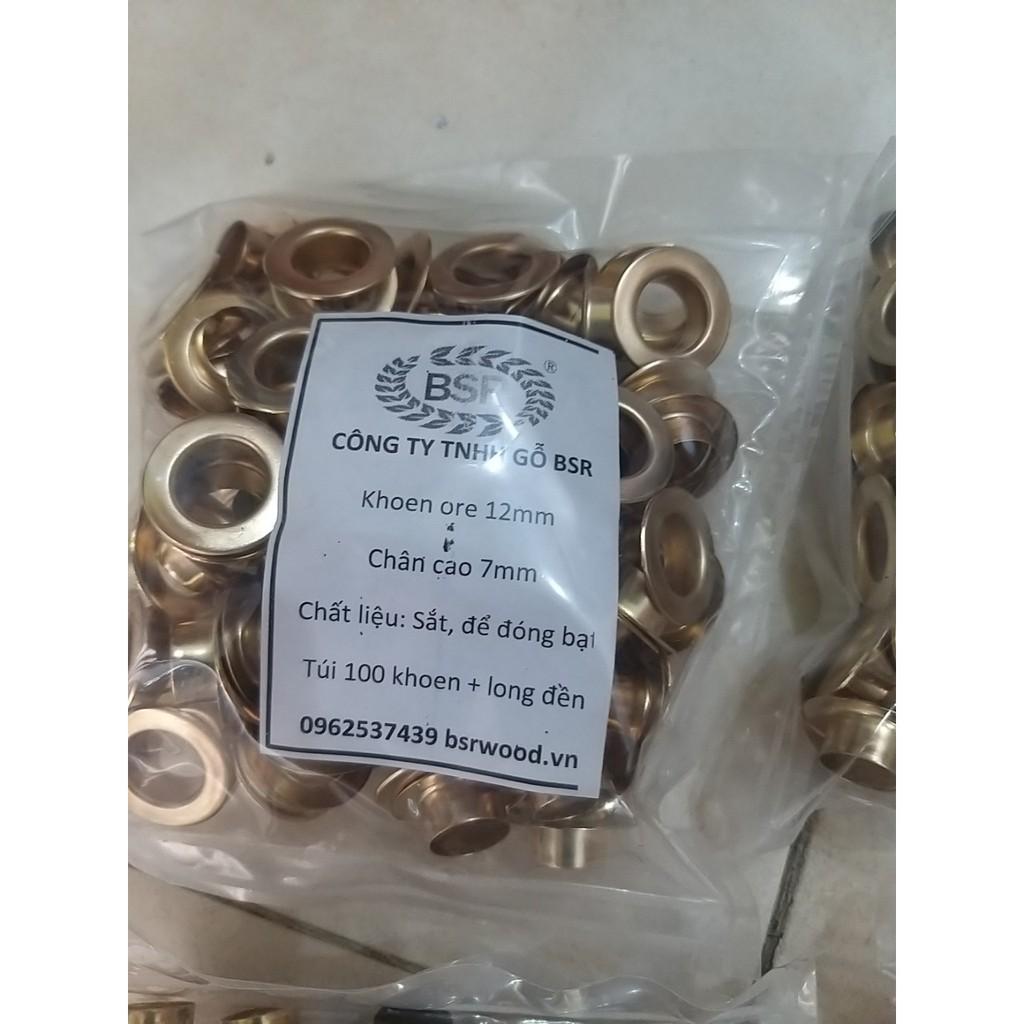 BSR ®
CÔNG TY TNHH GỖ BSR
Khoen ore 12mm
Chân cao 7mm
Chất liệu: Sắt, để đóng bạt
Túi 100 khoen + long đền
0962537439 bsrwood.vn